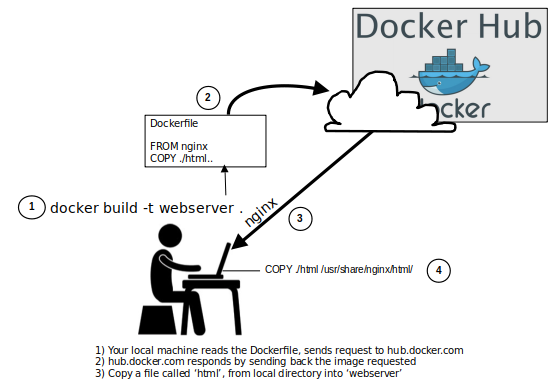 Docker Hub
docker
2
Dockerfile
FROM nginx
COPY ./html..
1
docker build -t webserver .
nginx
3
COPY ./html /usr/share/nginx/html/
4
1) Your local machine reads the Dockerfile, sends request to hub.docker.com
2) hub.docker.com responds by sending back the image requested
3) Copy a file called ‘html’, from local directory into ‘webserver’